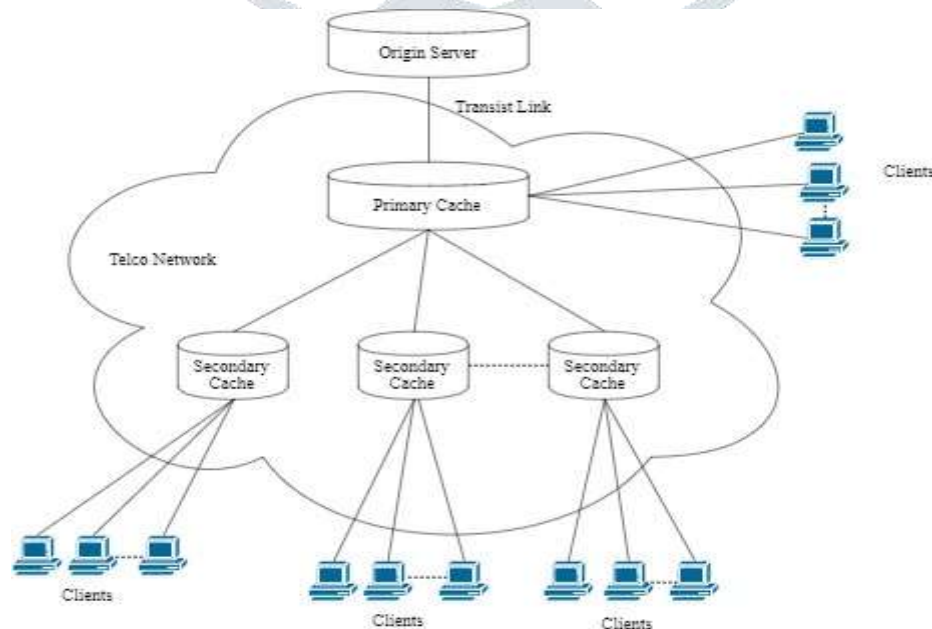 Origin Server
Transist Link
Primary Cache
Clients
Telco Network
Secondary
Cache
Secondary
Cache
Secondary
Cache
Clients
Clients
Clients